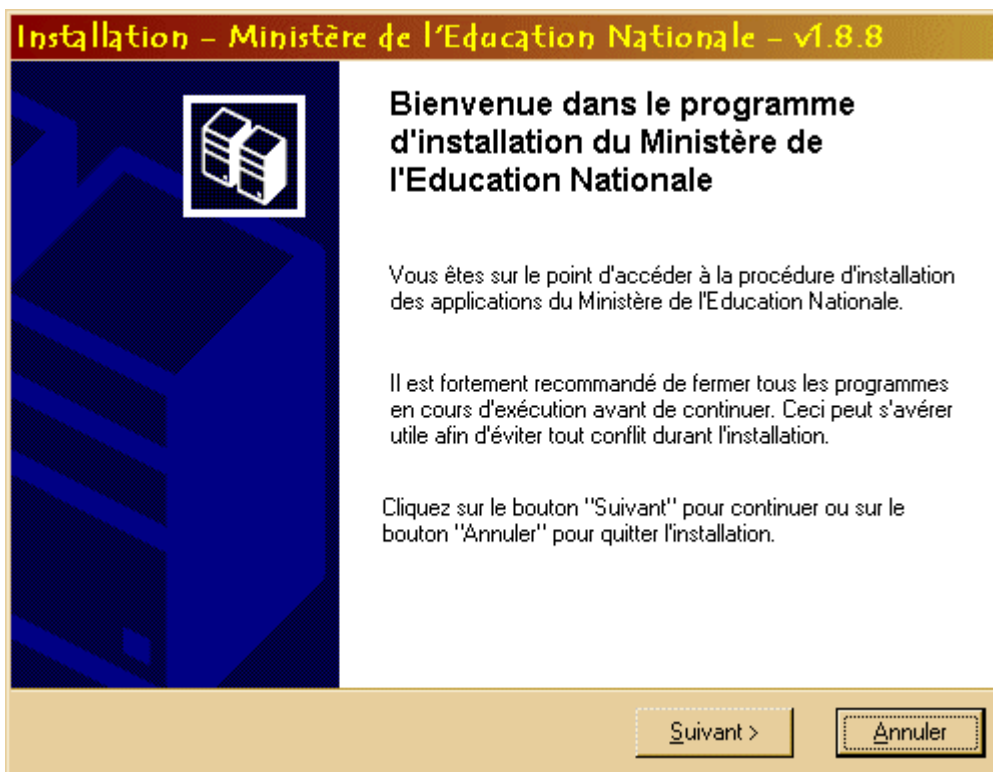 Installation – Ministère de l'Education Nationale – v1.8.8
Bienvenue dans le programme
d'installation du Ministère de
l'Education Nationale
Vous êtes sur le point d'accéder à la procédure d'installation
des applications du Ministère de l'Education Nationale.
Il est fortement recommandé de fermer tous les programmes
en cours d'exécution avant de continuer. Ceci peut s'avérer
utile afin d'éviter tout conflit durant l'installation.
Cliquez sur le bouton "Suivant" pour continuer ou sur le
bouton "Annuler" pour quitter l'installation.
Suivant >
Annuler